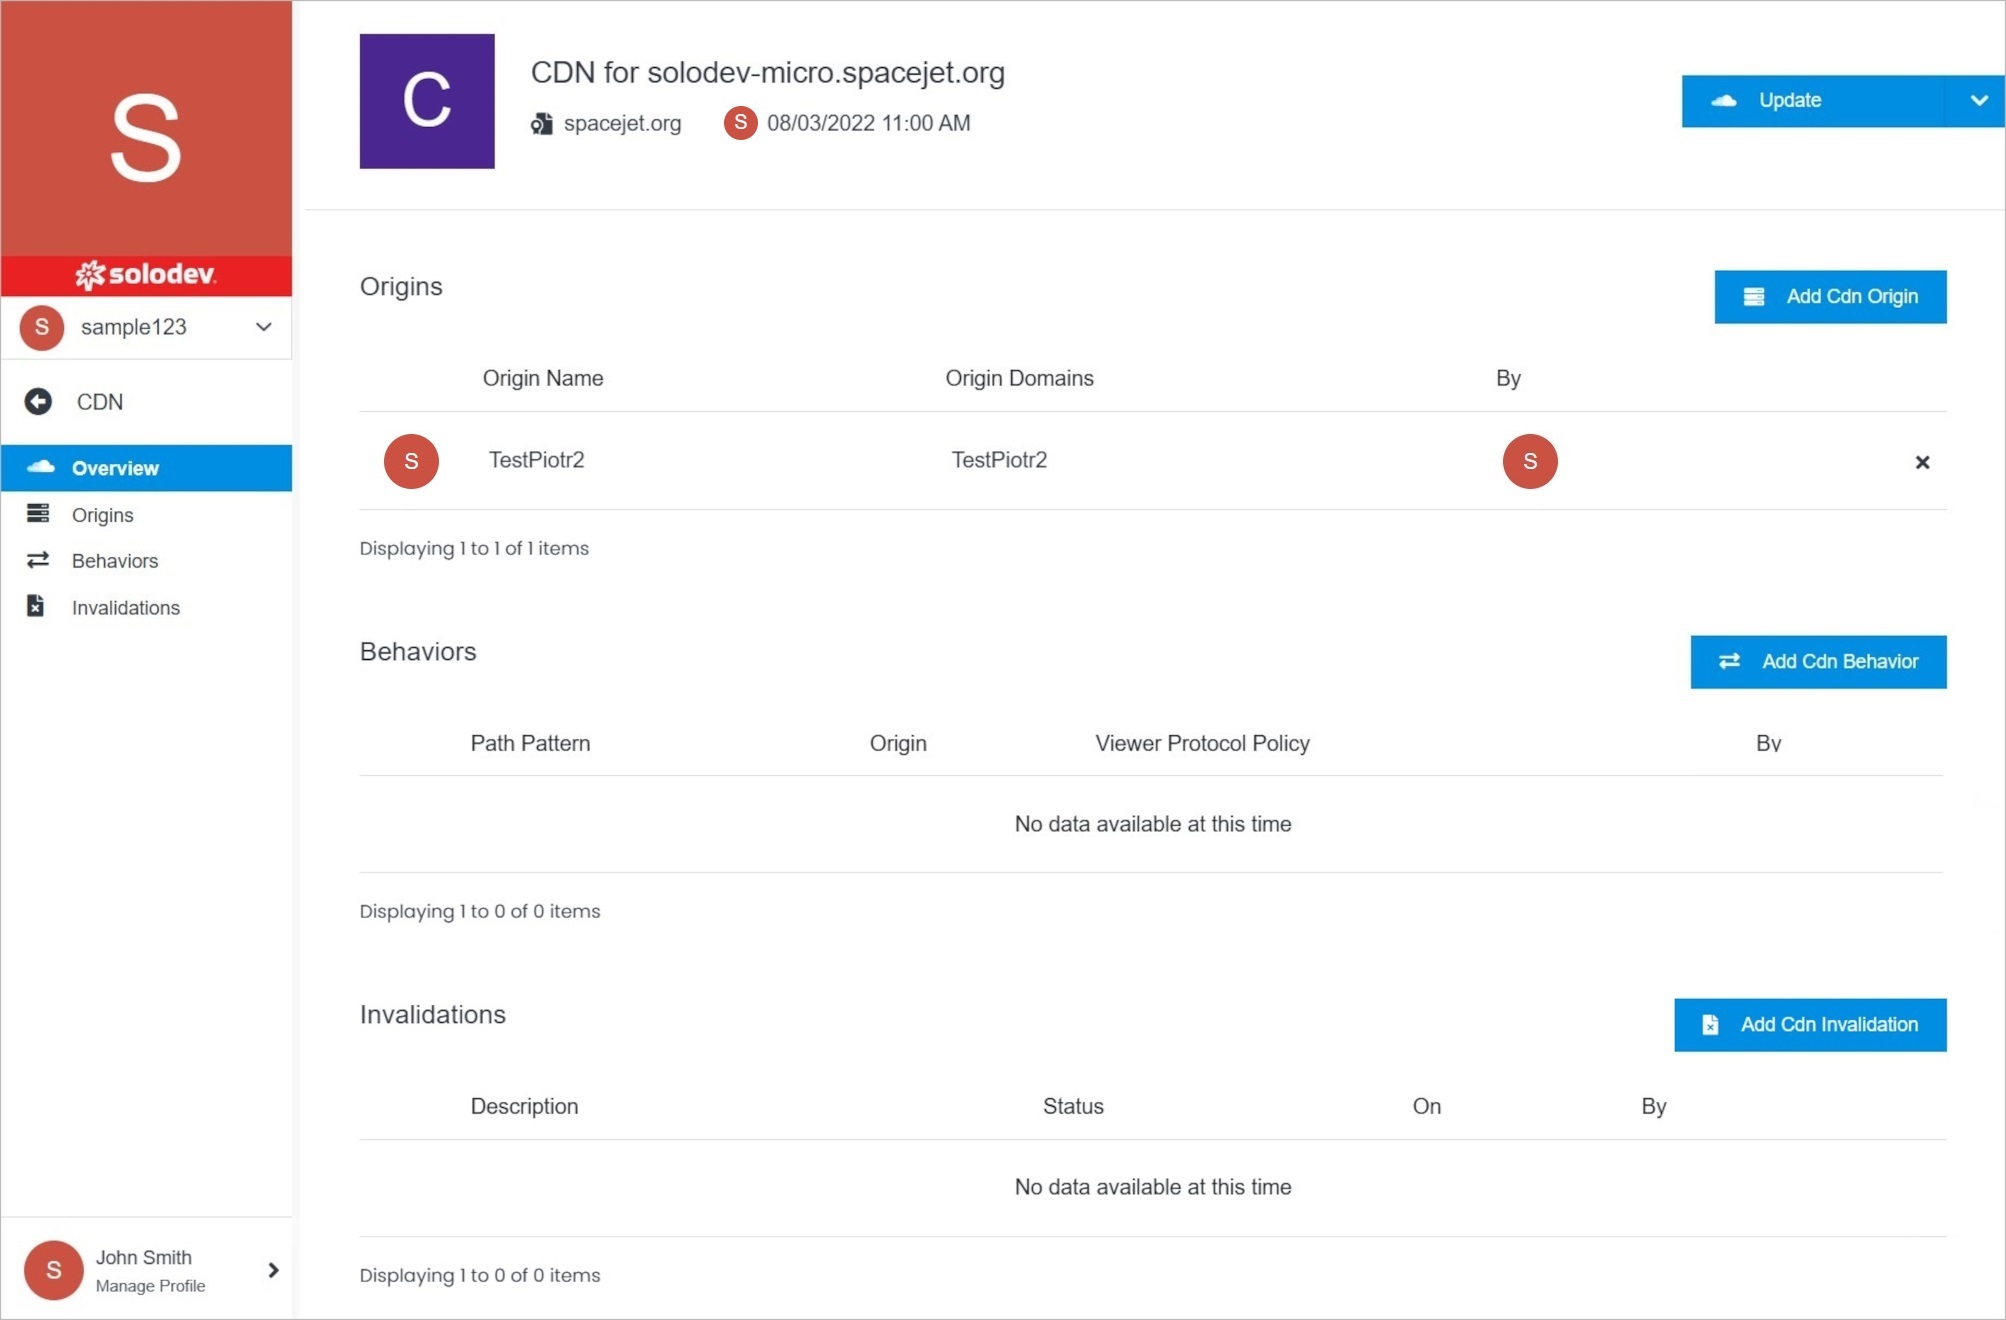 S
solodev
S sample123
CDN
Overview
Origins
Behaviors
Invalidations
S John Smith
Manage Profile
C
CDN for solodev-micro.spacejet.org
spacejet.org S 08/03/2022 11:00 AM
Update
Origins
Add Cdn Origin
Origin Name Origin Domains By
S TestPiotr2 TestPiotr2 S
Displaying 1 to 1 of 1 items
Behaviors
Add Cdn Behavior
Path Pattern Origin Viewer Protocol Policy By
No data available at this time
Displaying 1 to 0 of 0 items
Invalidations
Add Cdn Invalidation
Description Status On By
No data available at this time
Displaying 1 to 0 of 0 items